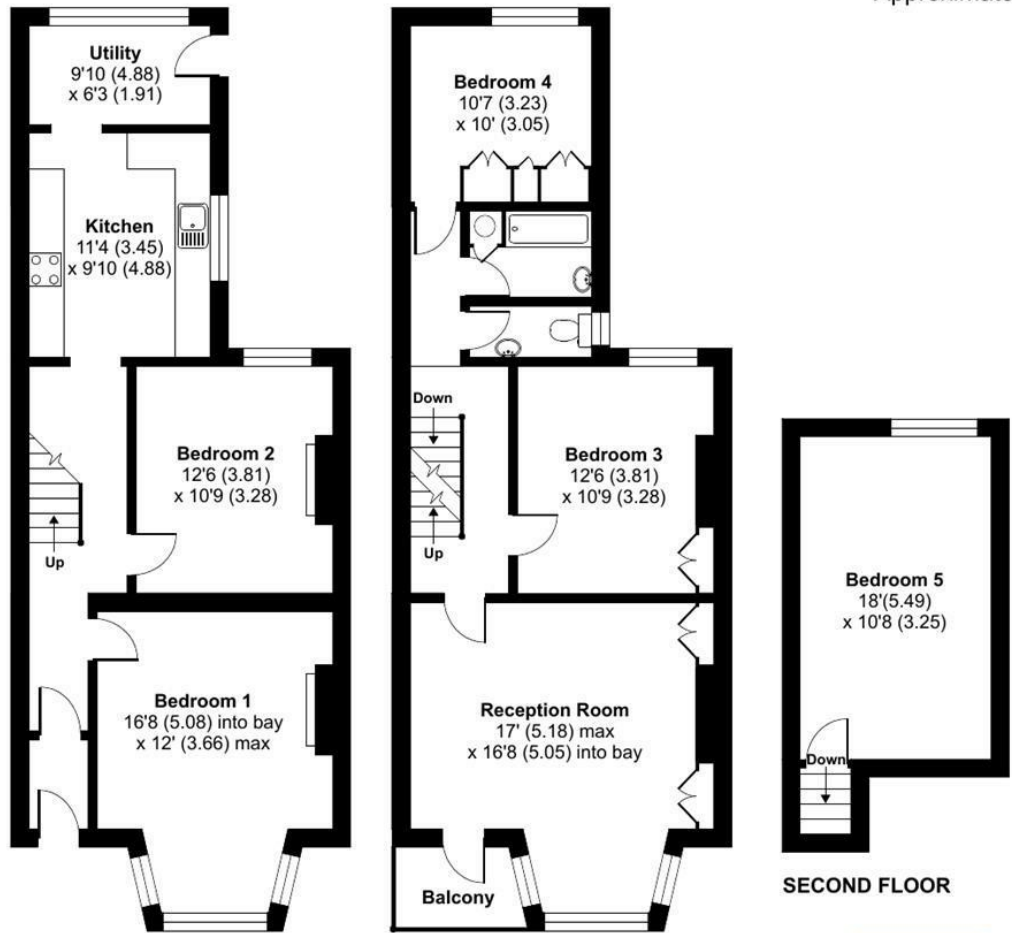 Utility
9'10 (4.88)
x 6'3 (1.91)
Kitchen
11'4 (3.45)
x 9'10 (4.88)
Up
Bedroom 2
12'6 (3.81)
x 10'9 (3.28)
Bedroom 1
16'8 (5.08) into bay
x 12' (3.66) max
Bedroom 4
10'7 (3.23)
x 10' (3.05)
Down
Up
Bedroom 3
12'6 (3.81)
x 10'9 (3.28)
Reception Room
17' (5.18) max
x 16'8 (5.05) into bay
Balcony
Bedroom 5
18'(5.49)
x 10'8 (3.25)
Down
SECOND FLOOR